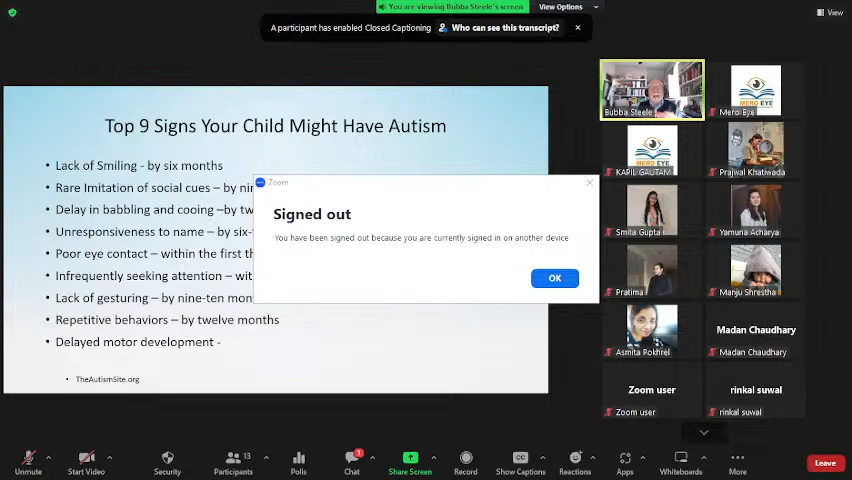 You are viewing Bubba Steele's screen
View Options
View
A participant has enabled Closed Captioning
Who can see this transcript?
Top 9 Signs Your Child Might Have Autism
• Lack of Smiling - by six months
• Rare Imitation of social cues – by nin
• Delay in babbling and cooing – by tw
• Unresponsiveness to name – by six-
• Poor eye contact – within the first th
• Infrequently seeking attention – wit
• Lack of gesturing – by nine-ten mon
• Repetitive behaviors – by twelve months
• Delayed motor development -
• TheAutismSite.org
Zoom
Signed out
You have been signed out because you are currently signed in on another device
OK
Bubba Steele
MERO EYE
Mero Eye
MERO EYE
KAPIL GAUTAM
Prajwal Khatiwada
Smita Gupta
Yamuna Acharya
Pratima
Manju Shrestha
Asmita Pokhrel
Madan Chaudhary
Madan Chaudhary
Zoom user
Zoom user
rinkal suwal
rinkal suwal
Unmute
Start Video
Security
13
Participants
Polls
1
Chat
Share Screen
Record
CC
Show Captions
Reactions
Apps
Whiteboards
More
Leave